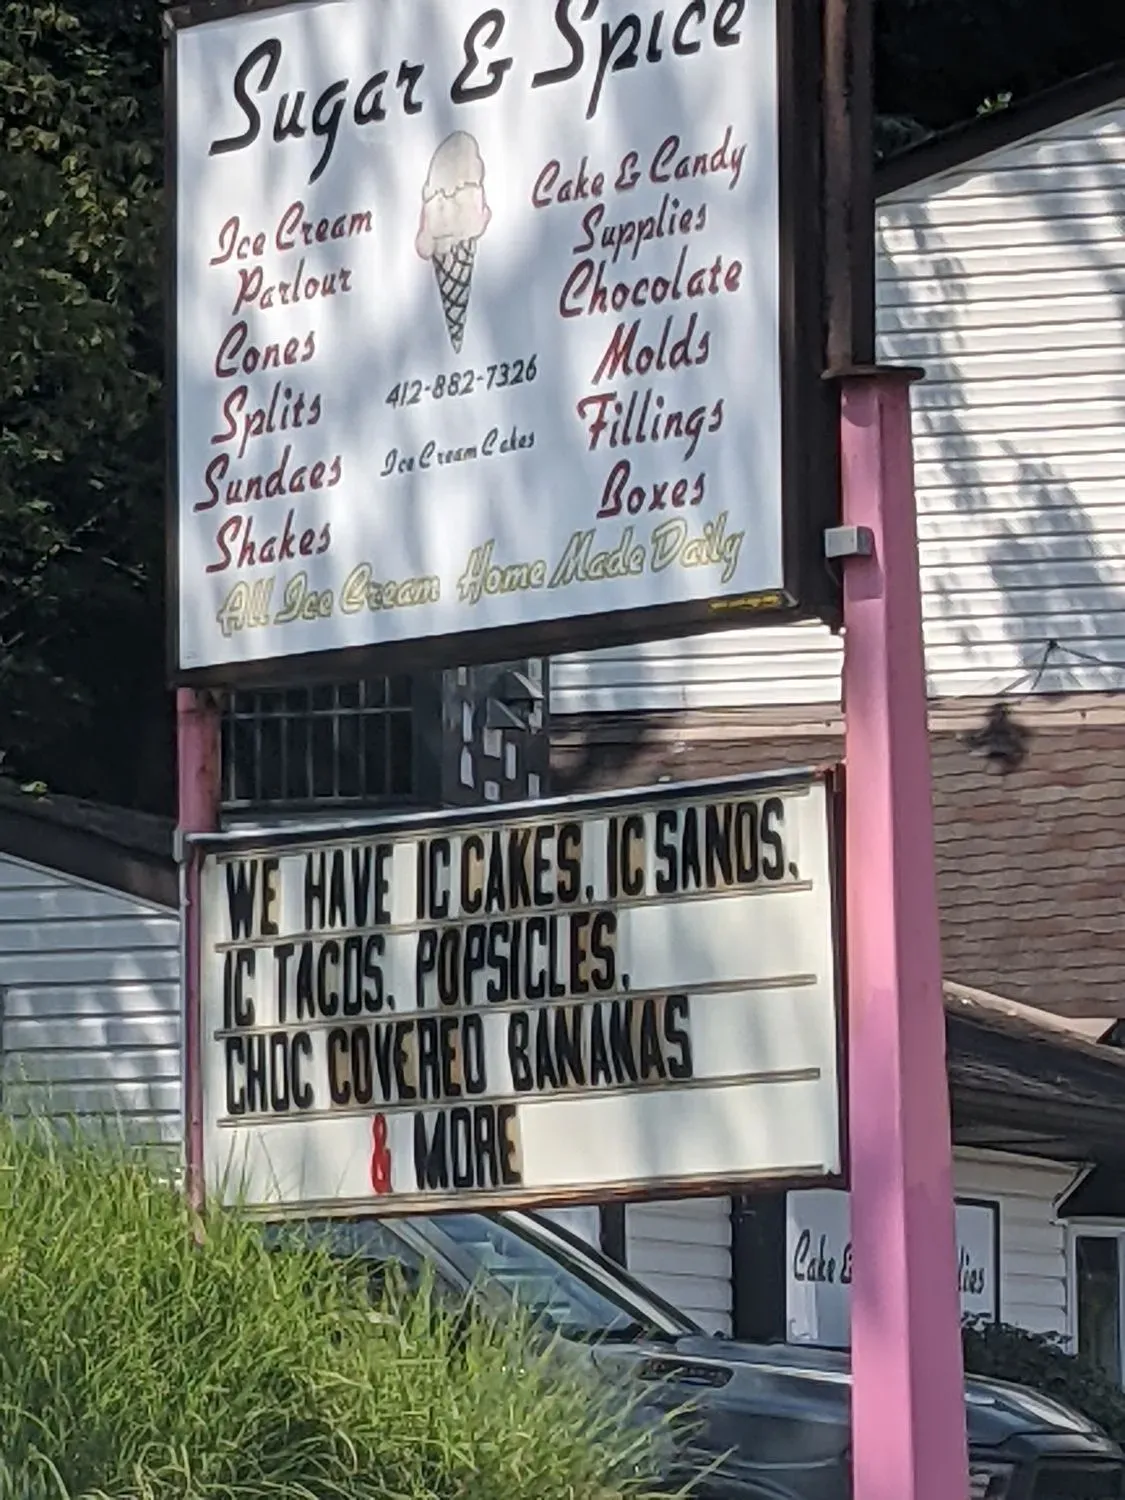 Sugar & Spice
Ice Cream
Parlour
Cones
Splits
Sundaes
Shakes
412-882-7326
Ice Cream Cakes
Cake & Candy
Supplies
Chocolate
Molds
Fillings
Boxes
All Ice Cream Home Made Daily
WE HAVE IC CAKES. IC SANDS.
IC TACOS. POPSICLES.
CHOC COVERED BANANAS
& MORE
Cake &